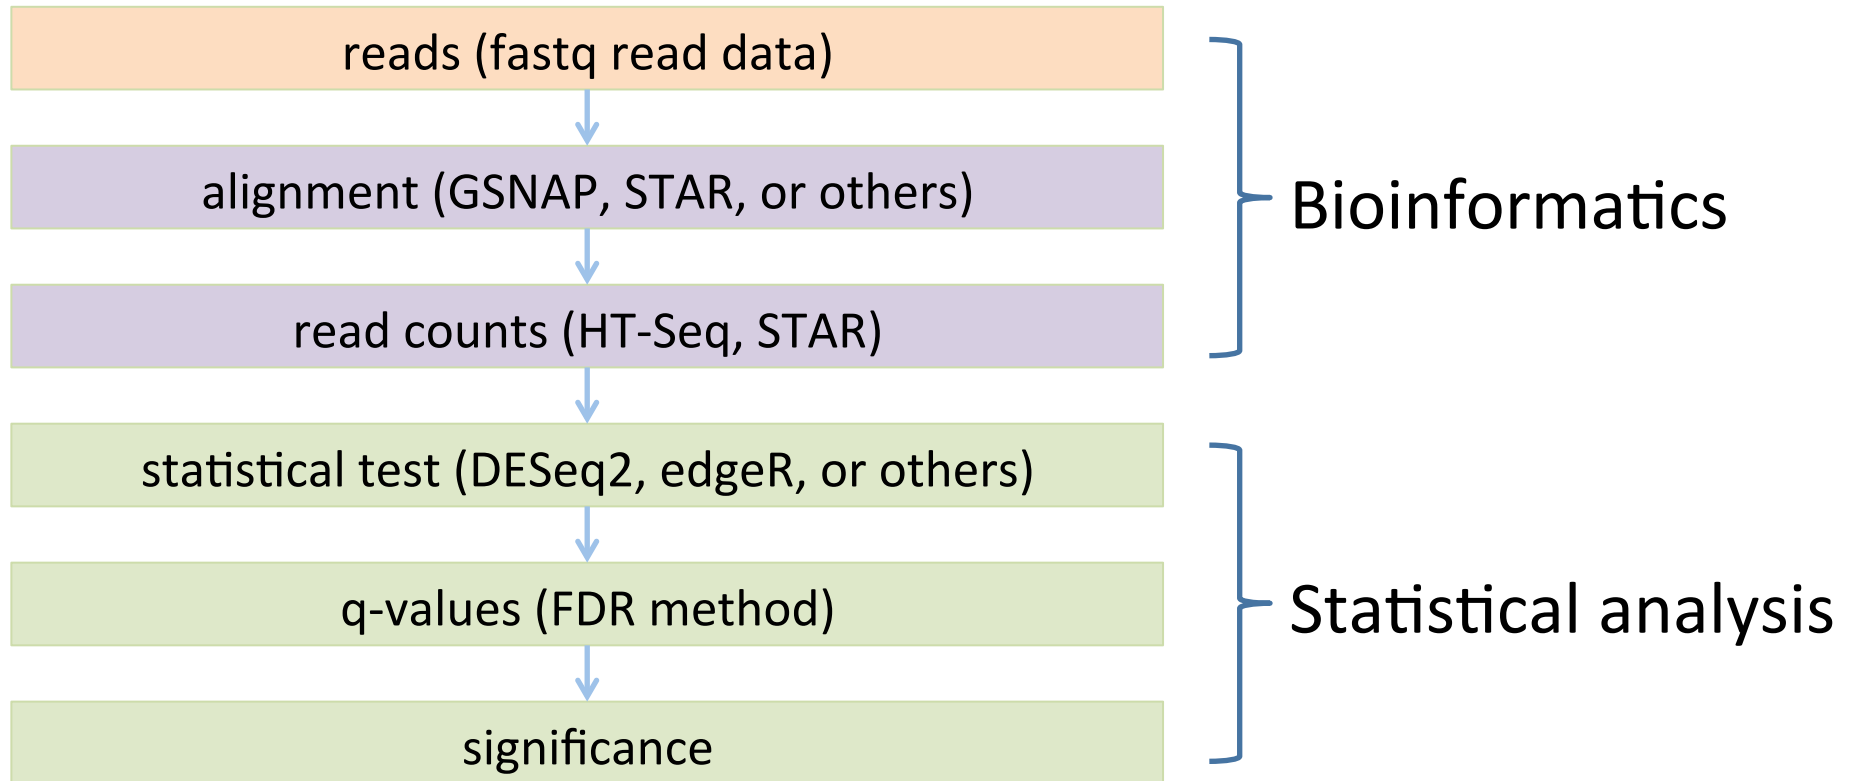 reads (fastq read data)
alignment (GSNAP, STAR, or others)
read counts (HT-Seq, STAR)
Bioinformatics
statistical test (DESeq2, edgeR, or others)
q-values (FDR method)
significance
Statistical analysis